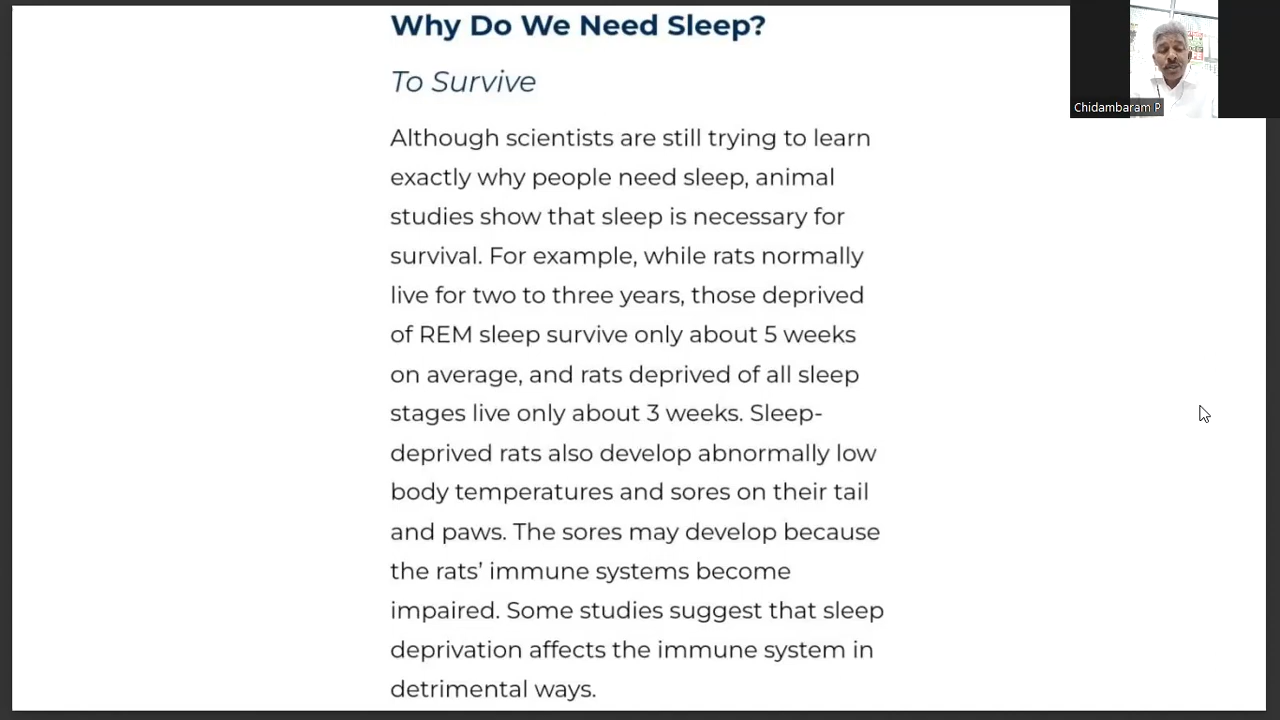 Why Do We Need Sleep?
To Survive
Although scientists are still trying to learn
exactly why people need sleep, animal
studies show that sleep is necessary for
survival. For example, while rats normally
live for two to three years, those deprived
of REM sleep survive only about 5 weeks
on average, and rats deprived of all sleep
stages live only about 3 weeks. Sleep-
deprived rats also develop abnormally low
body temperatures and sores on their tail
and paws. The sores may develop because
the rats’ immune systems become
impaired. Some studies suggest that sleep
deprivation affects the immune system in
detrimental ways.
Chidambaram P